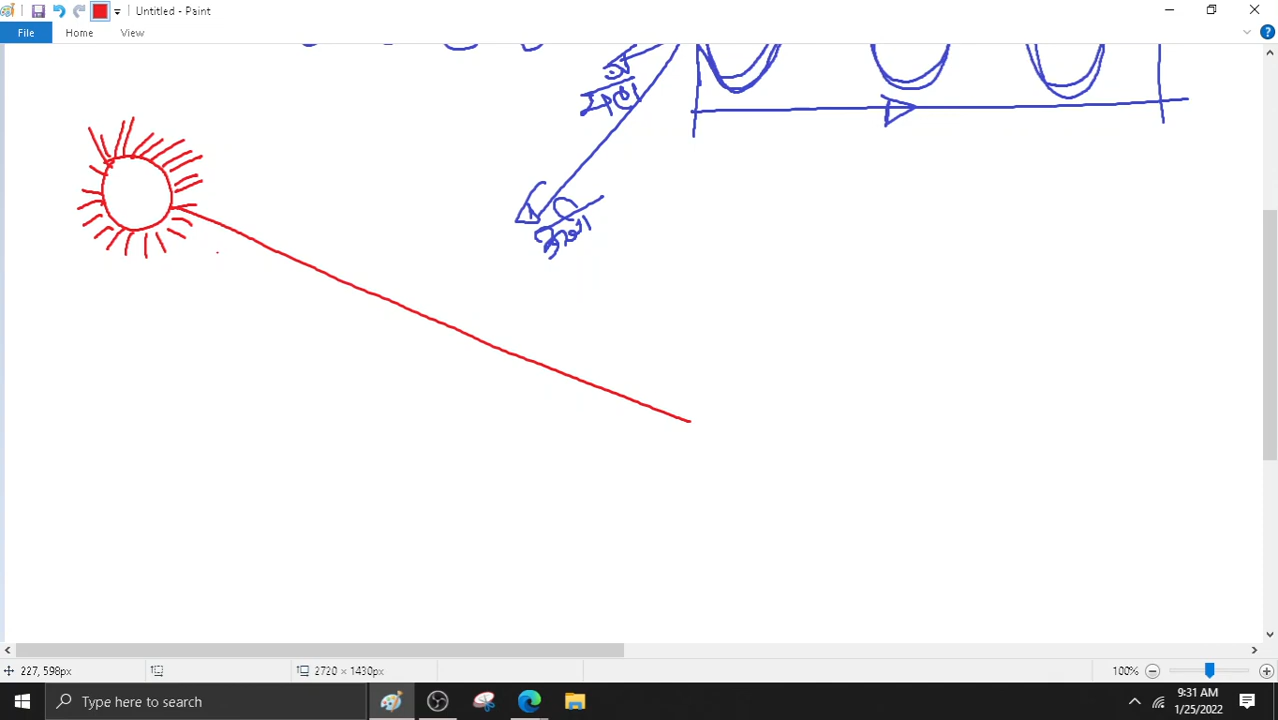 Untitled - Paint
File Home View
227, 598px
2720 × 1430px
100%
Type here to search
9:31 AM
1/25/2022